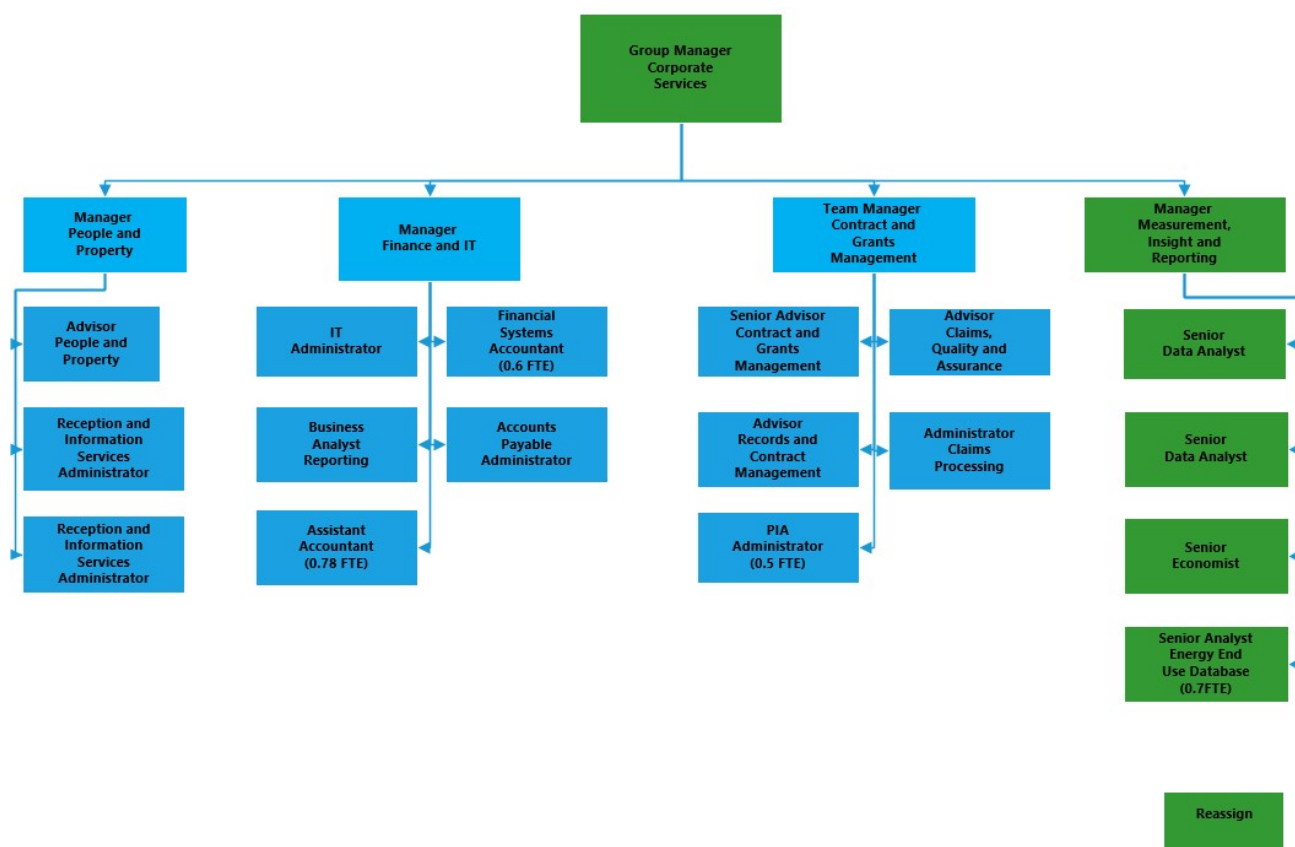 Group Manager
Corporate
Services
Manager
People and
Property
Manager
Finance and IT
Team Manager
Contract and
Grants
Management
Manager
Measurement,
Insight and
Reporting
Advisor
People and
Property
Reception and
Information
Services
Administrator
Reception and
Information
Services
Administrator
IT
Administrator
Financial
Systems
Accountant
(0.6 FTE)
Business
Analyst
Reporting
Accounts
Payable
Administrator
Assistant
Accountant
(0.78 FTE)
Senior Advisor
Contract and
Grants
Management
Advisor
Claims,
Quality and
Assurance
Advisor
Records and
Contract
Management
Administrator
Claims
Processing
PIA
Administrator
(0.5 FTE)
Senior
Data Analyst
Senior
Data Analyst
Senior
Economist
Senior Analyst
Energy End
Use Database
(0.7FTE)
Reassign